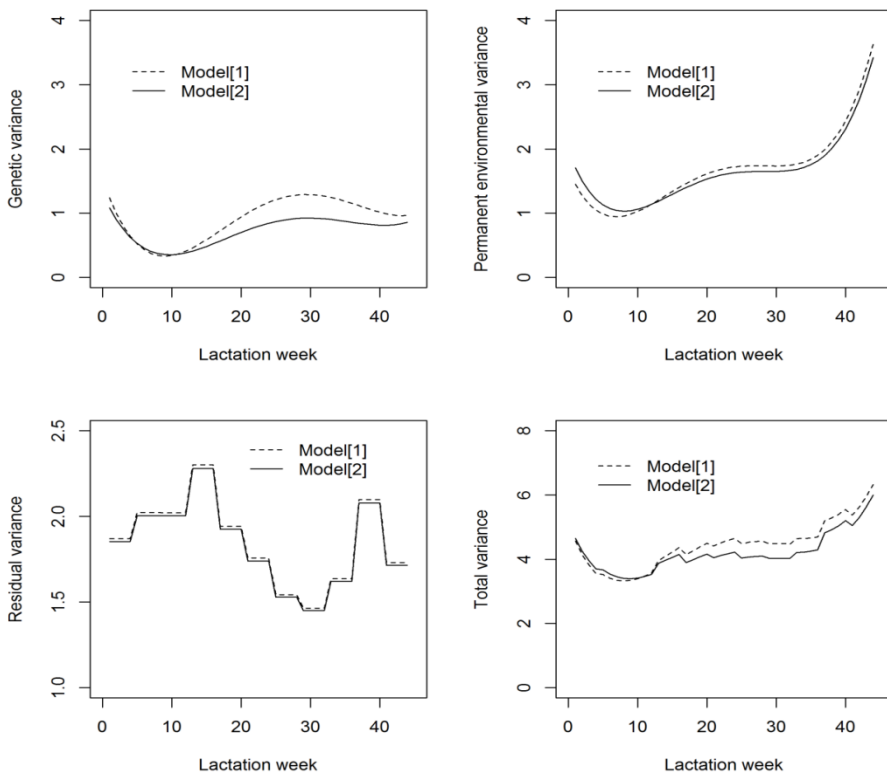 Genetic variance
4
3
2
1
0
Model[1]
Model[2]
0 10 20 30 40
Lactation week
Permanent environmental variance
4
3
2
1
0
Model[1]
Model[2]
0 10 20 30 40
Lactation week
Residual variance
2.5
2.0
1.5
1.0
Model[1]
Model[2]
0 10 20 30 40
Lactation week
Total variance
8
6
4
2
0
Model[1]
Model[2]
0 10 20 30 40
Lactation week